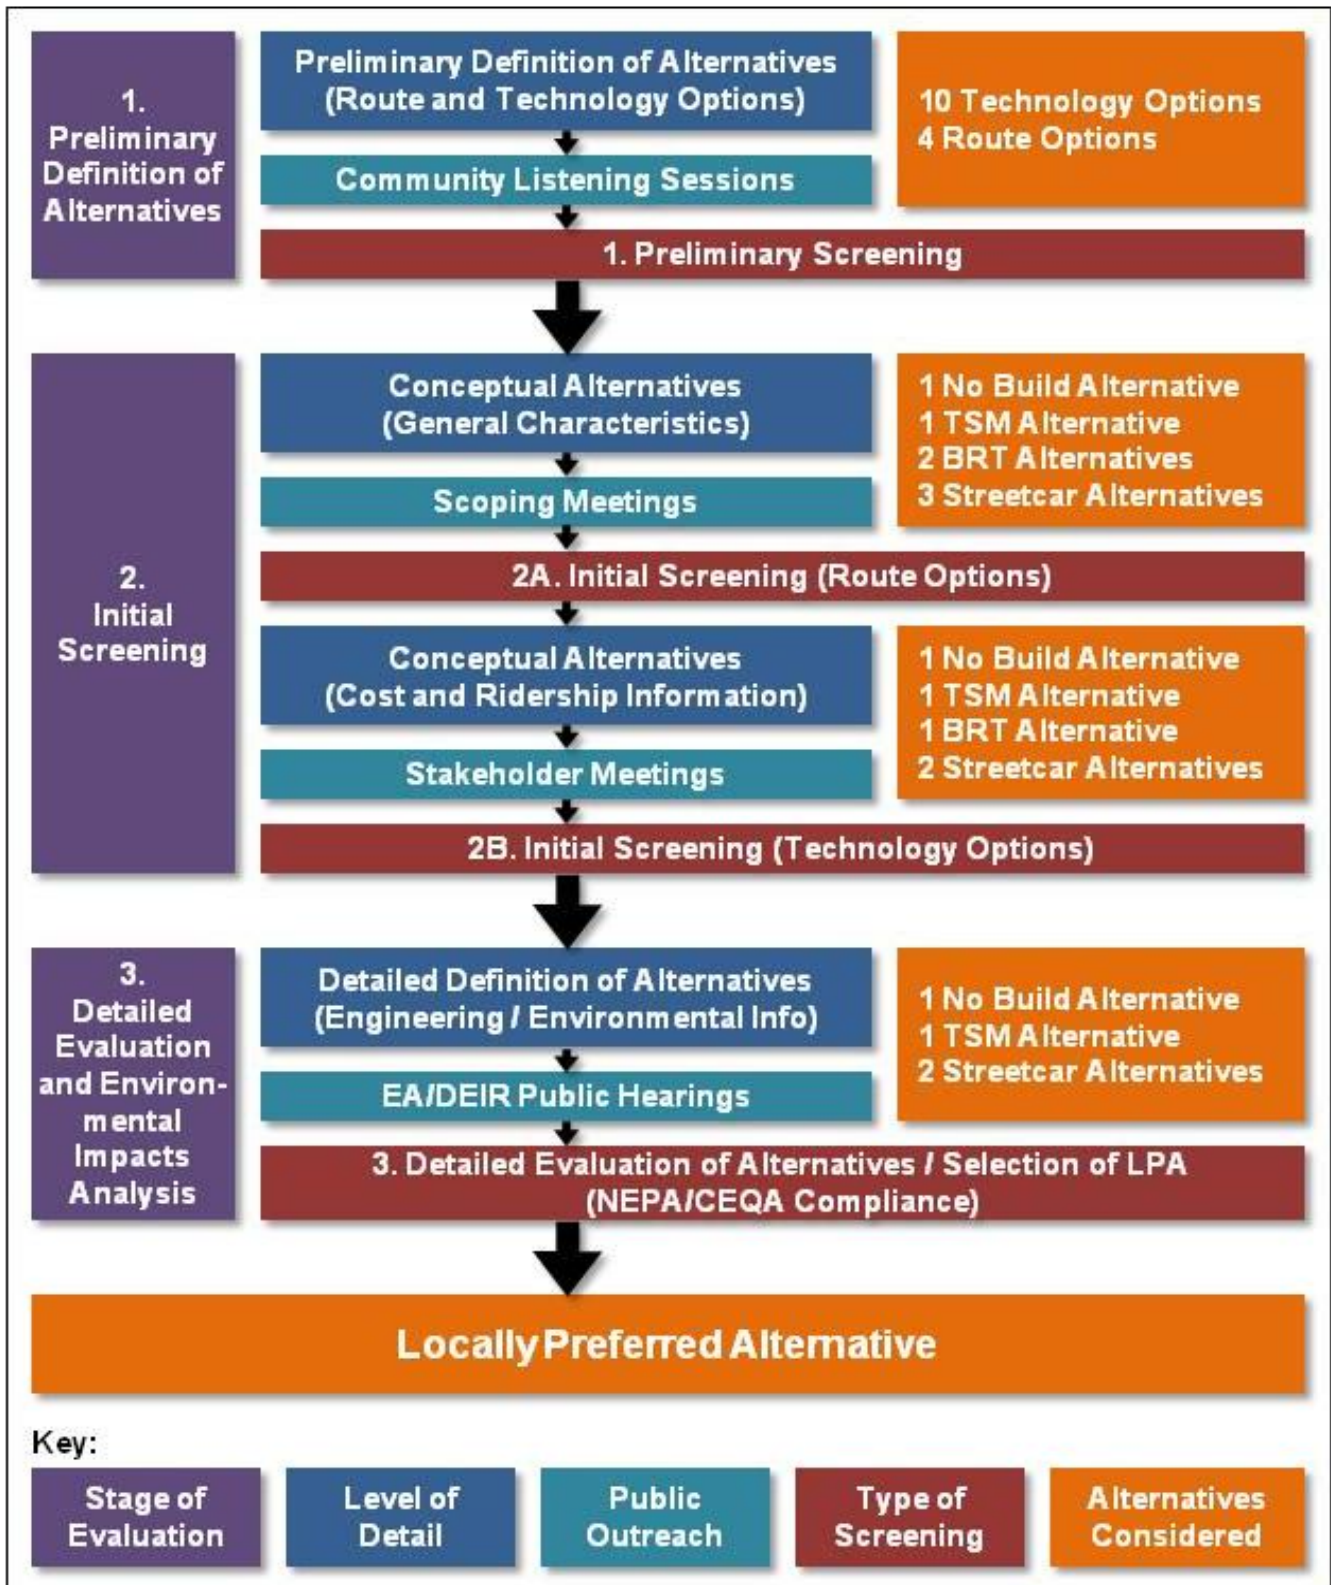 1.
Preliminary
Definition of
Alternatives
Preliminary Definition of Alternatives
(Route and Technology Options)
10 Technology Options
4 Route Options
Community Listening Sessions
1. Preliminary Screening
2.
Initial
Screening
Conceptual Alternatives
(General Characteristics)
1 No Build Alternative
1 TSM Alternative
2 BRT Alternatives
3 Streetcar Alternatives
Scoping Meetings
2A. Initial Screening (Route Options)
Conceptual Alternatives
(Cost and Ridership Information)
1 No Build Alternative
1 TSM Alternative
1 BRT Alternative
2 Streetcar Alternatives
Stakeholder Meetings
2B. Initial Screening (Technology Options)
3.
Detailed
Evaluation
and Environ-
mental
Impacts
Analysis
Detailed Definition of Alternatives
(Engineering / Environmental Info)
1 No Build Alternative
1 TSM Alternative
2 Streetcar Alternatives
EA/DEIR Public Hearings
3. Detailed Evaluation of Alternatives / Selection of LPA
(NEPA/CEQA Compliance)
Locally Preferred Alternative
Key:
Stage of
Evaluation
Level of
Detail
Public
Outreach
Type of
Screening
Alternatives
Considered